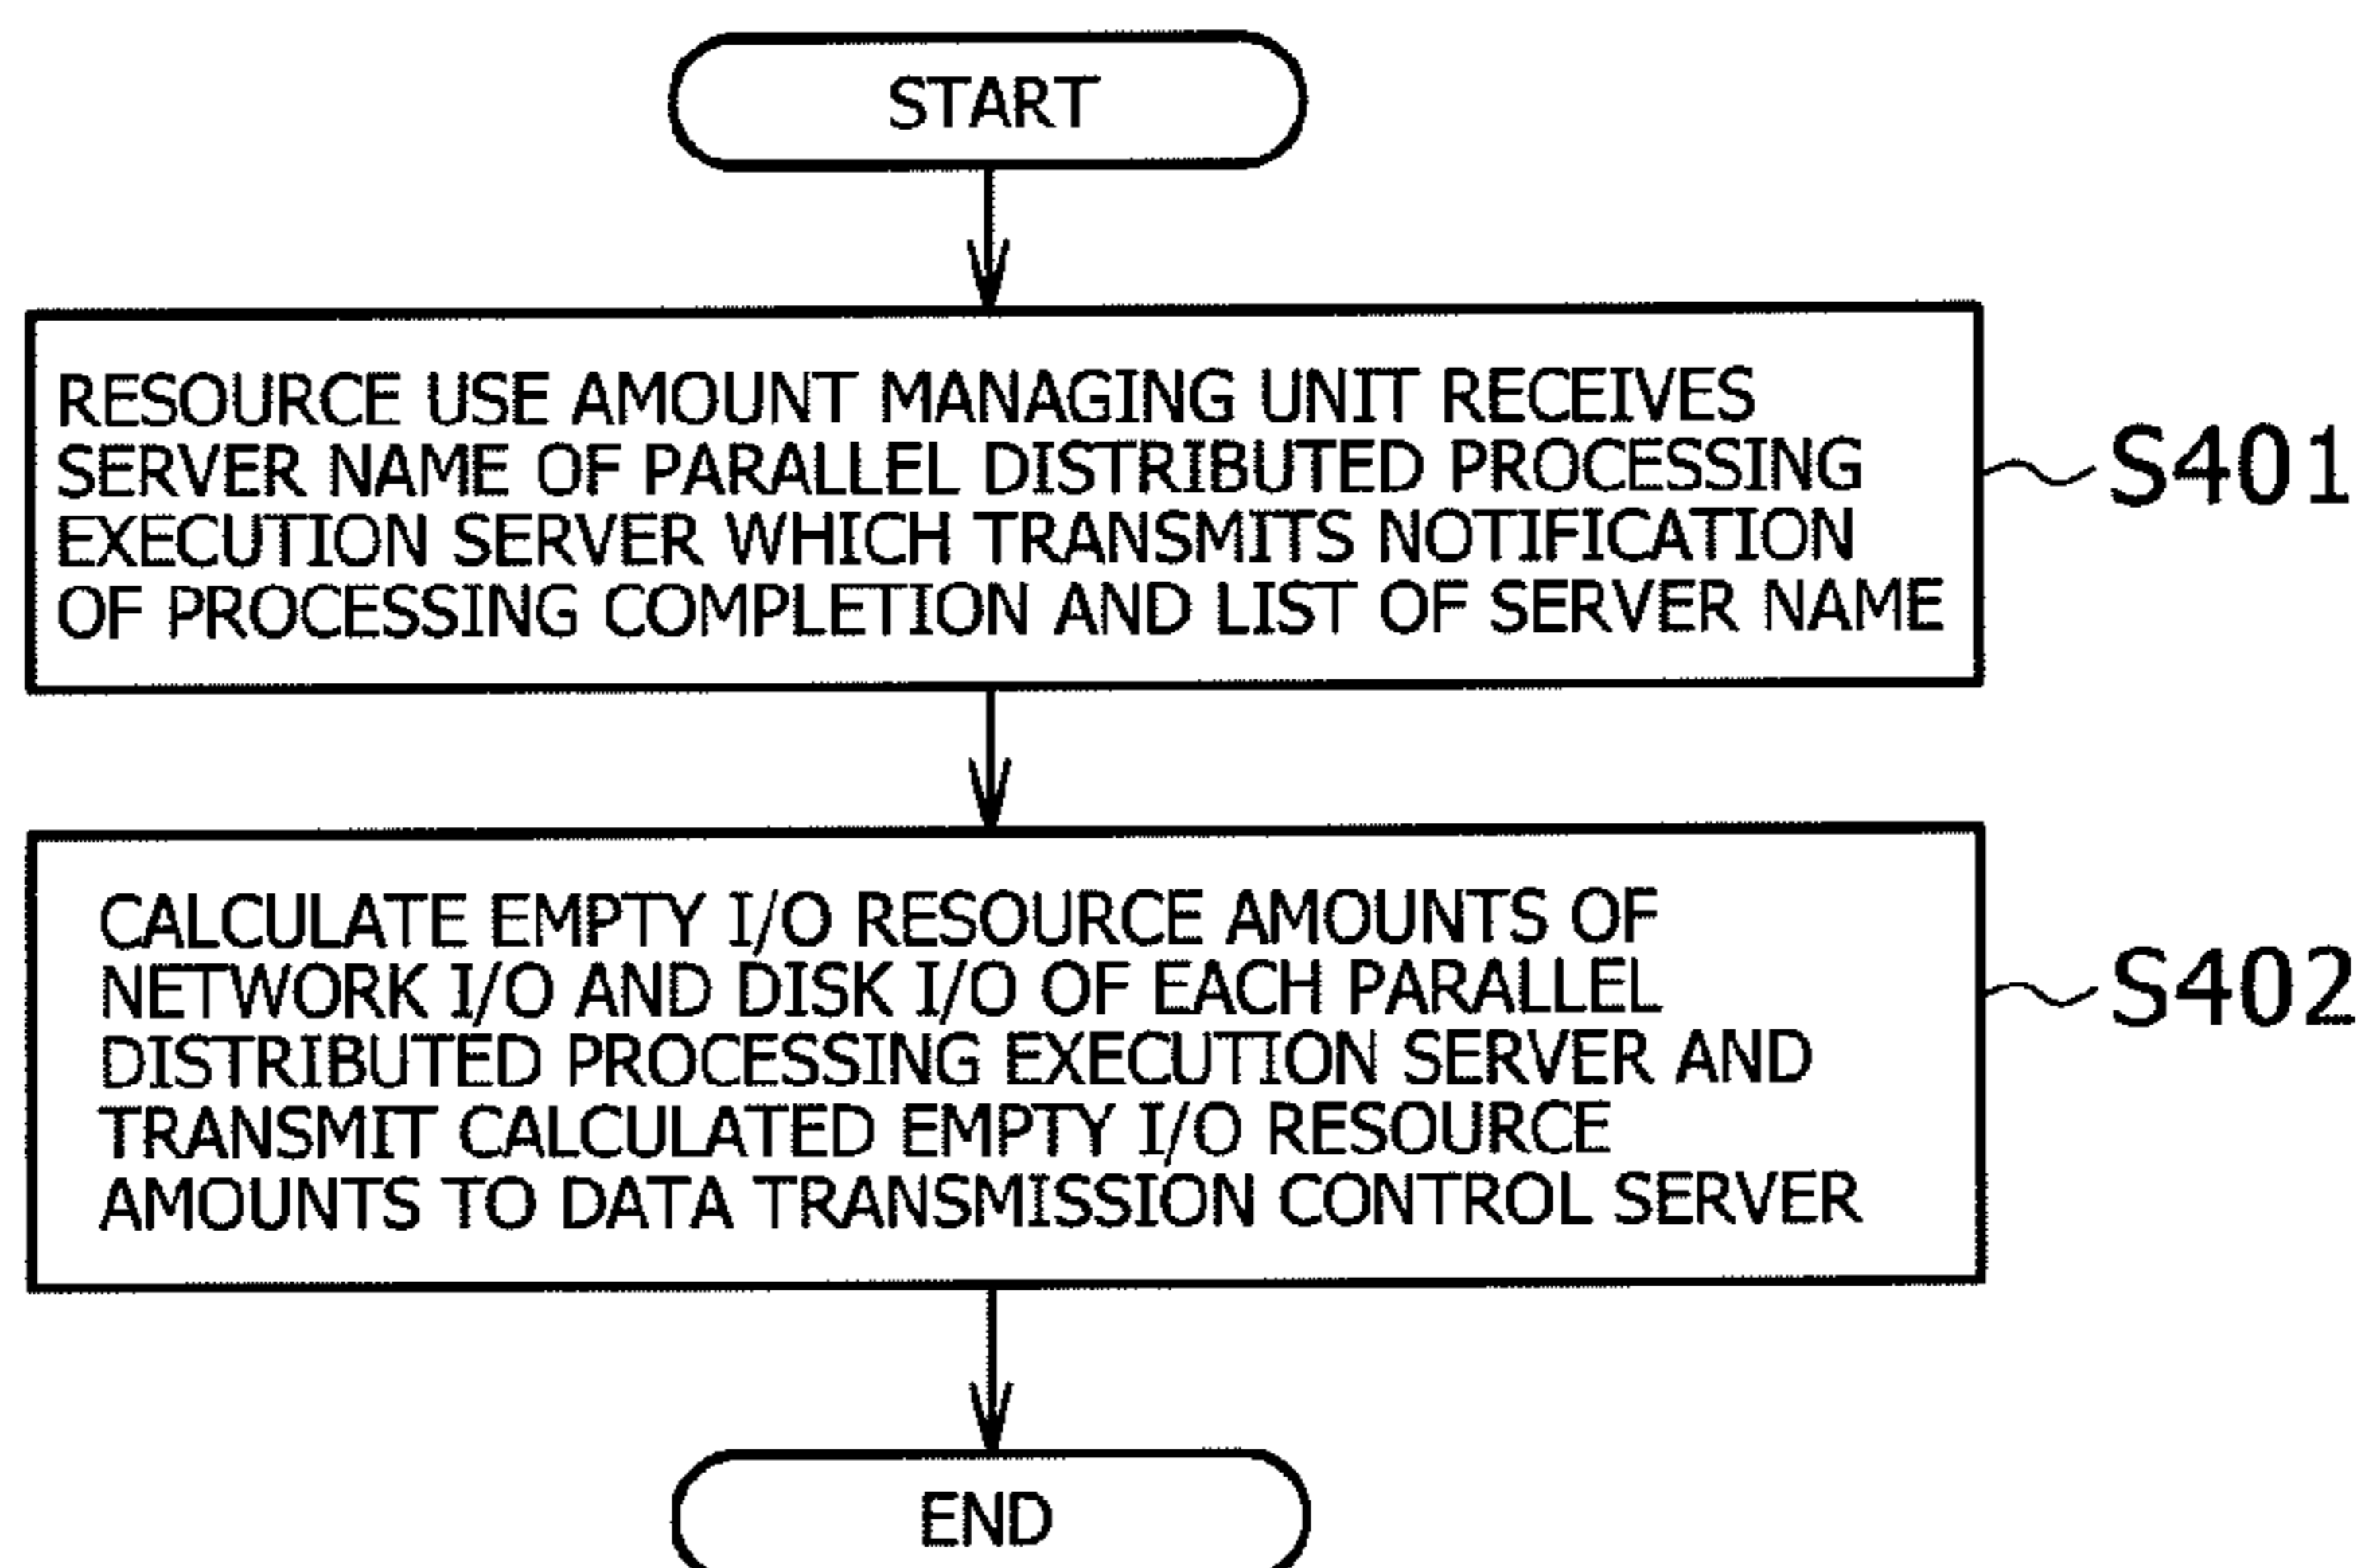 START
RESOURCE USE AMOUNT MANAGING UNIT RECEIVES
SERVER NAME OF PARALLEL DISTRIBUTED PROCESSING
EXECUTION SERVER WHICH TRANSMITS NOTIFICATION
OF PROCESSING COMPLETION AND LIST OF SERVER NAME
S401
CALCULATE EMPTY I/O RESOURCE AMOUNTS OF
NETWORK I/O AND DISK I/O OF EACH PARALLEL
DISTRIBUTED PROCESSING EXECUTION SERVER AND
TRANSMIT CALCULATED EMPTY I/O RESOURCE
AMOUNTS TO DATA TRANSMISSION CONTROL SERVER
S402
END